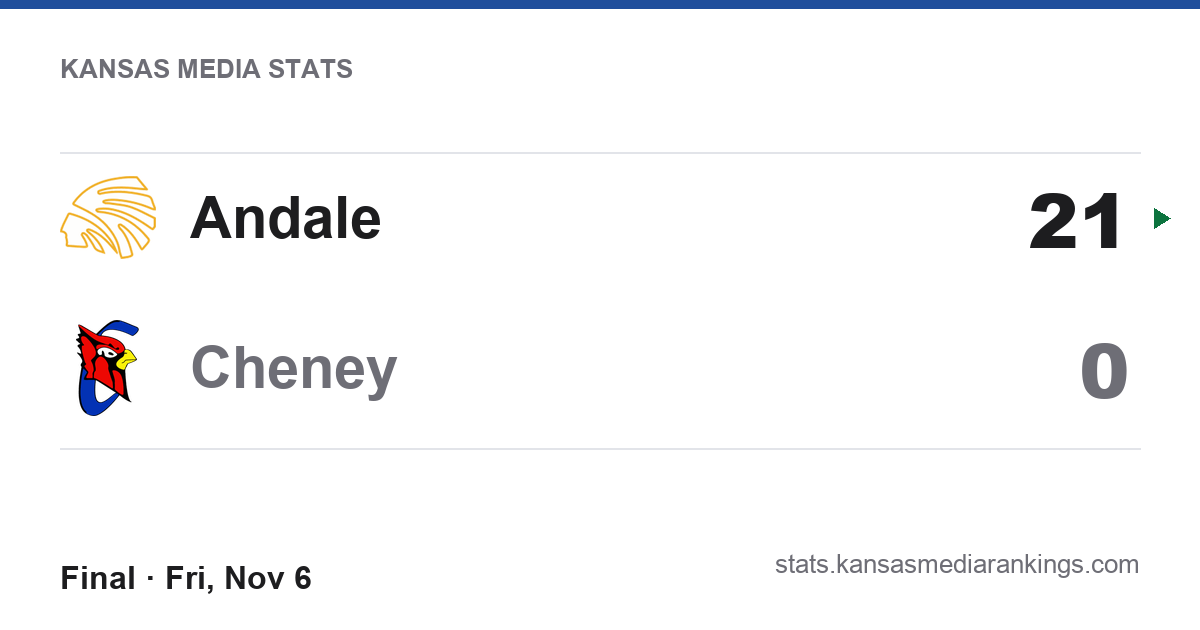 KANSAS MEDIA STATS
Andale 21
Cheney 0
Final · Fri, Nov 6
stats.kansasmediarankings.com